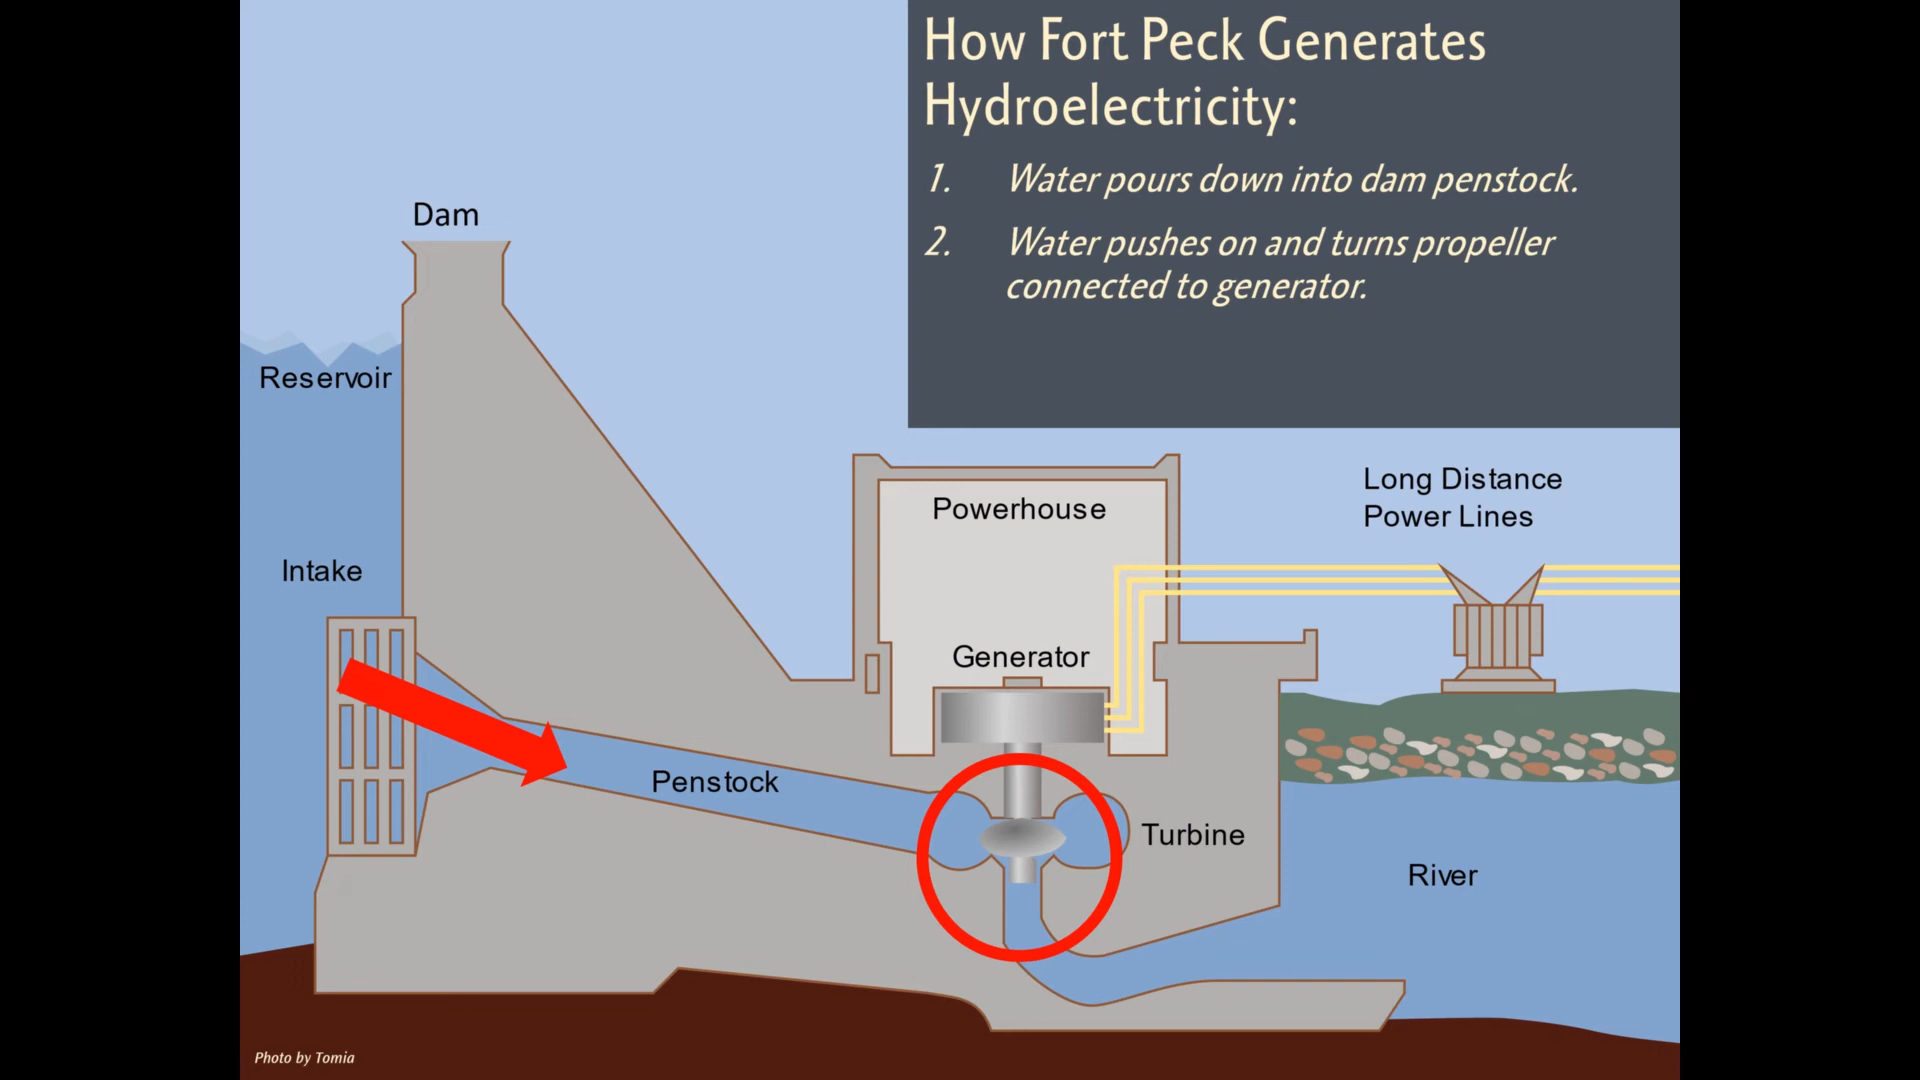 How Fort Peck Generates
Hydroelectricity:
1. Water pours down into dam penstock.
2. Water pushes on and turns propeller
connected to generator.
Dam
Reservoir
Intake
Powerhouse
Long Distance
Power Lines
Generator
Penstock
Turbine
River
Photo by Tomia